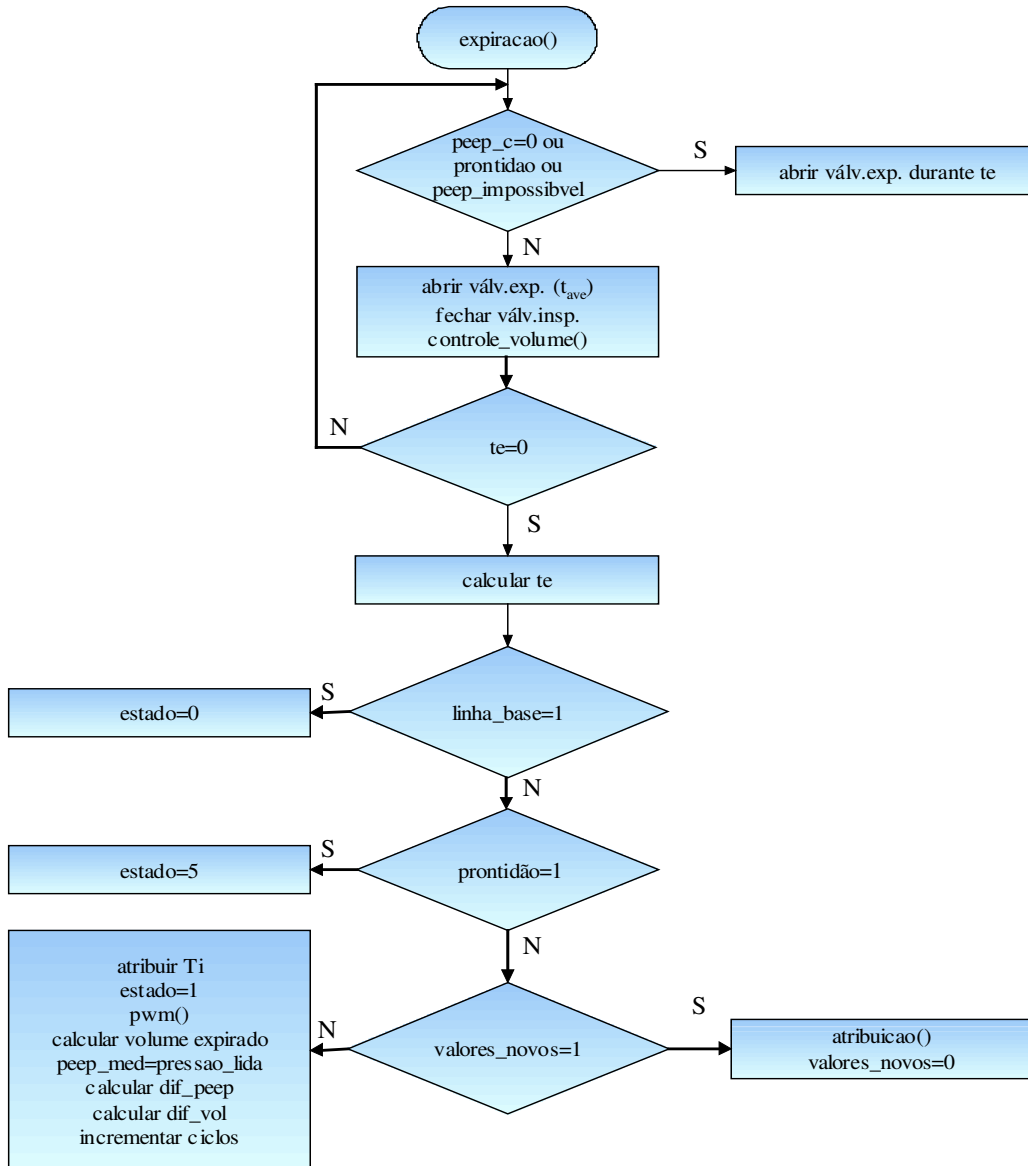 expiracao()
peep_c=0 ou
prontidao ou
peep_impossibvel
S
abrir válv.exp. durante te
N
abrir válv.exp. (t_ave)
fechar válv.insp.
controle_volume()
N
te=0
S
calcular te
S
estado=0
linha_base=1
N
S
estado=5
prontidão=1
N
atribuir Ti
estado=1
pwm()
calcular volume expirado
peep_med=pressao_lida
calcular dif_peep
calcular dif_vol
incrementar ciclos
N
valores_novos=1
S
atribuicao()
valores_novos=0